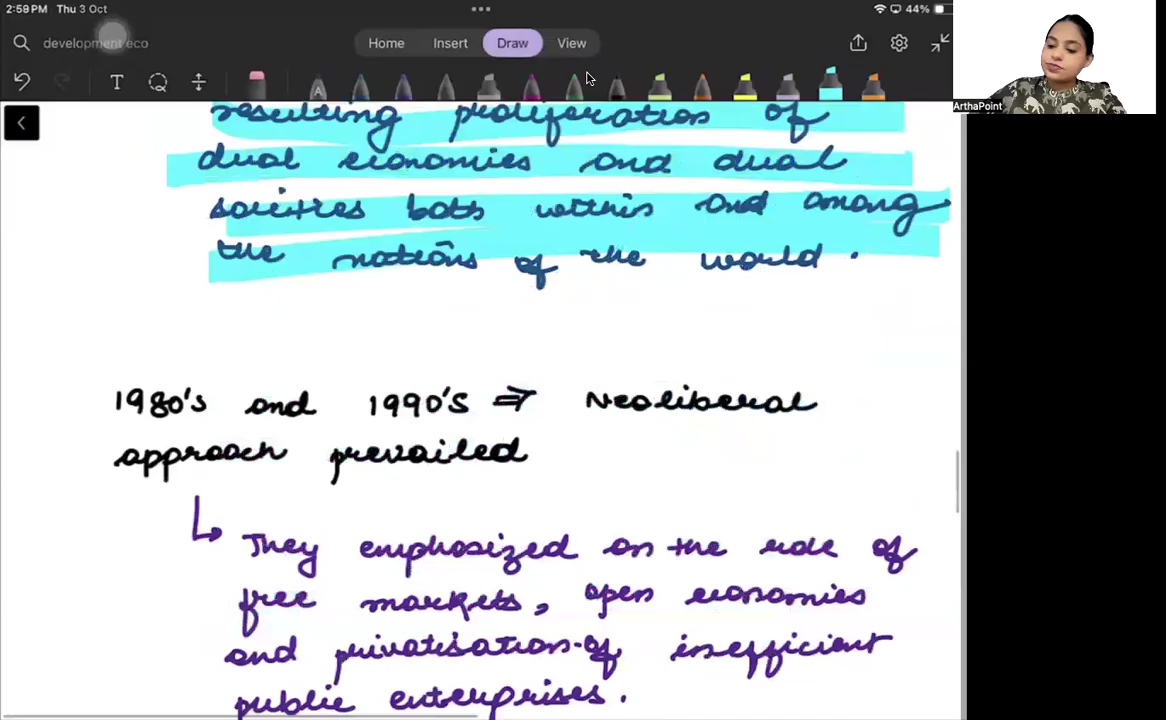 2:59 PM Thu 3 Oct
44%
development eco
Home Insert Draw View
ArthaPoint
resulting proliferation of
dual economies and dual
societies both within and among
the nations of the world.
1980's and 1990's ⇒ Neoliberal
approach prevailed
↳ They emphasized on the role of
free markets, open economies
and privatisation of inefficient
public enterprises.